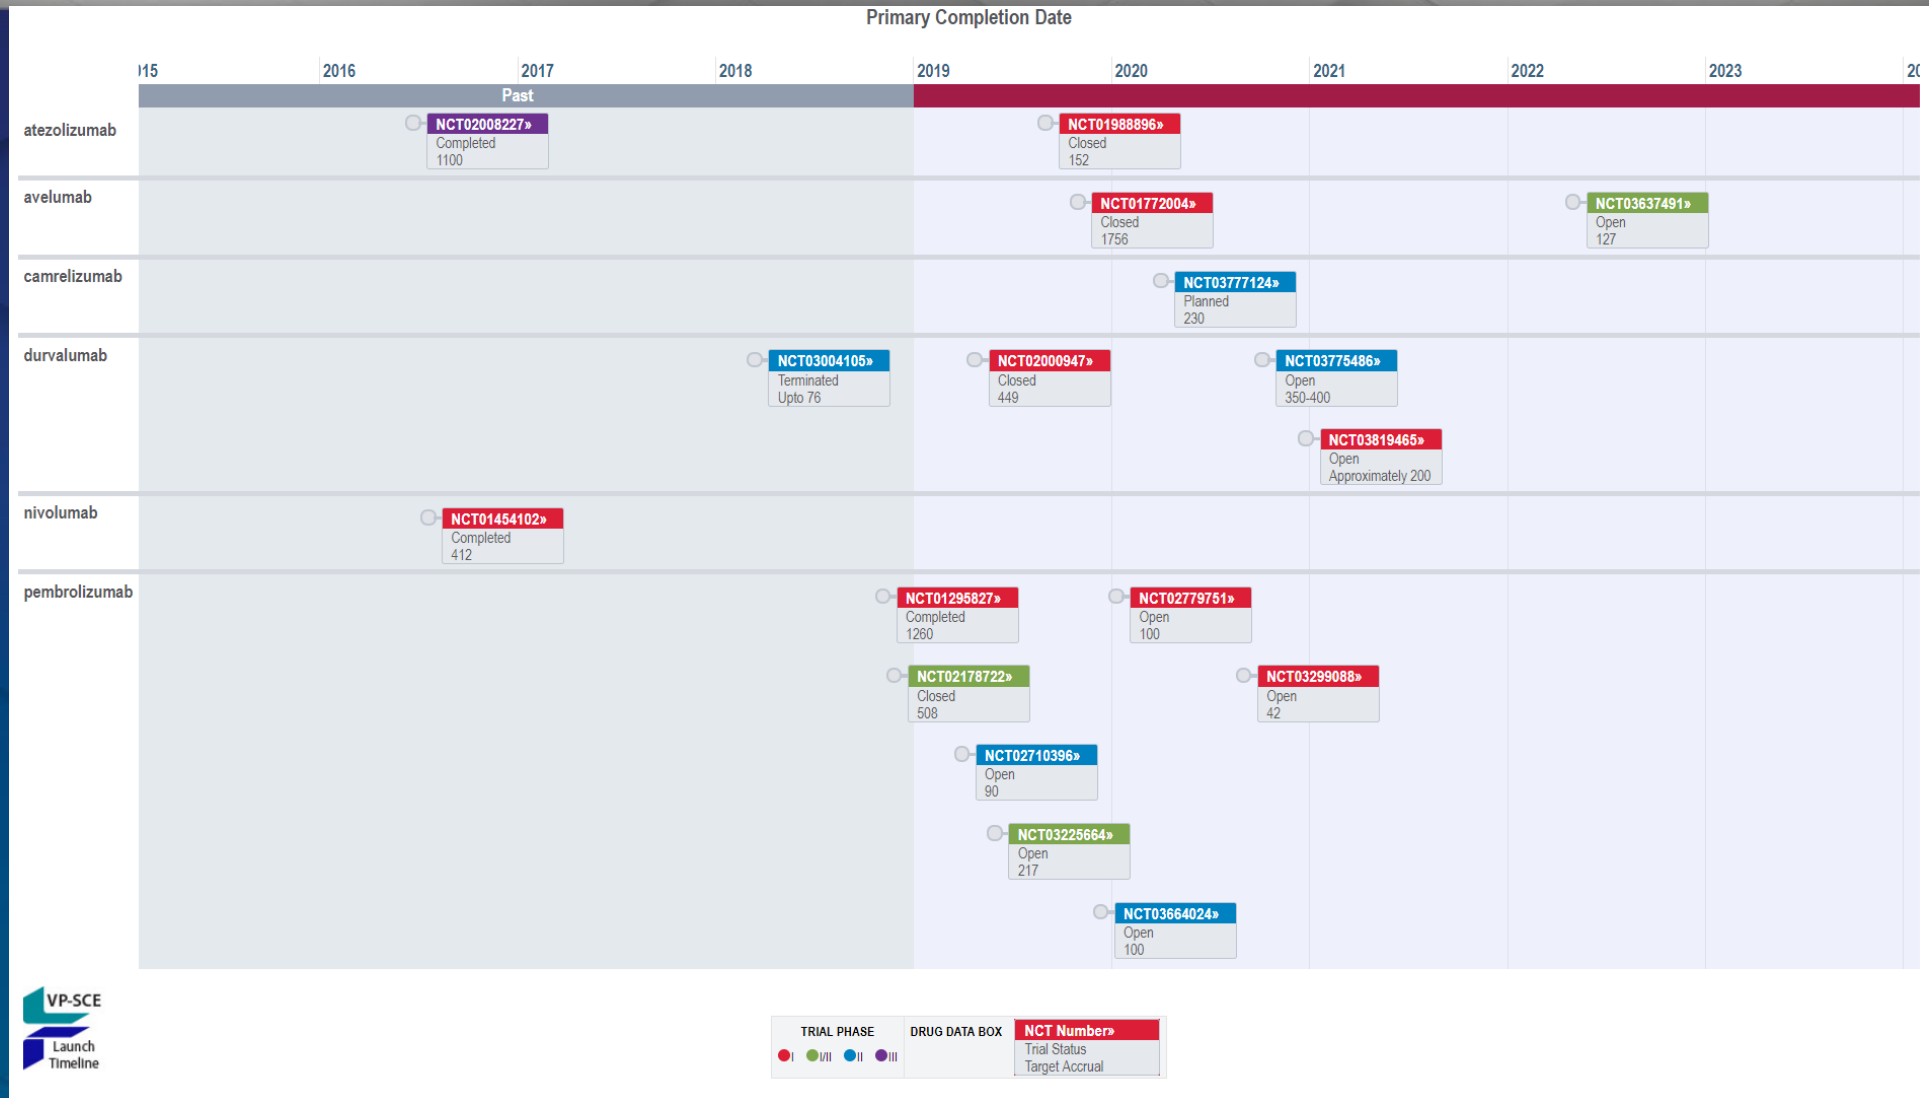 Primary Completion Date
)15 2016 2017 2018 2019 2020 2021 2022 2023 20
Past
atezolizumab
NCT02008227»
Completed
1100
NCT01988896»
Closed
152
avelumab
NCT01772004»
Closed
1756
NCT03637491»
Open
127
camrelizumab
NCT03777124»
Planned
230
durvalumab
NCT03004105»
Terminated
Upto 76
NCT02000947»
Closed
449
NCT03775486»
Open
350-400
NCT03819465»
Open
Approximately 200
nivolumab
NCT01454102»
Completed
412
pembrolizumab
NCT01295827»
Completed
1260
NCT02779751»
Open
100
NCT02178722»
Closed
508
NCT03299088»
Open
42
NCT02710396»
Open
90
NCT03225664»
Open
217
NCT03664024»
Open
100
VP-SCE
Launch
Timeline
TRIAL PHASE
I I/II II III
DRUG DATA BOX
NCT Number»
Trial Status
Target Accrual